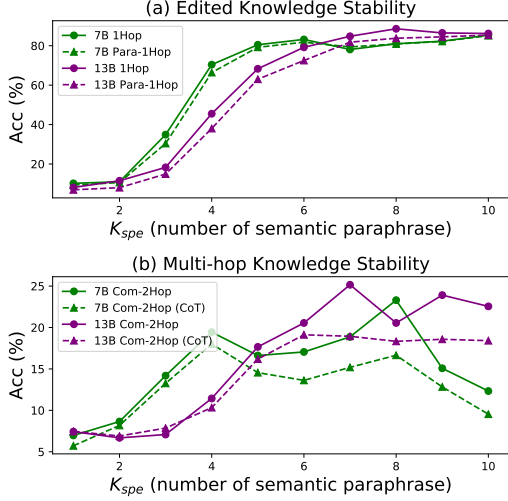 (a) Edited Knowledge Stability
7B 1Hop
7B Para-1Hop
13B 1Hop
13B Para-1Hop
Acc (%)
80
60
40
20
2 4 6 8 10
K_spe (number of semantic paraphrase)
(b) Multi-hop Knowledge Stability
7B Com-2Hop
7B Com-2Hop (CoT)
13B Com-2Hop
13B Com-2Hop (CoT)
Acc (%)
25
20
15
10
5
2 4 6 8 10
K_spe (number of semantic paraphrase)